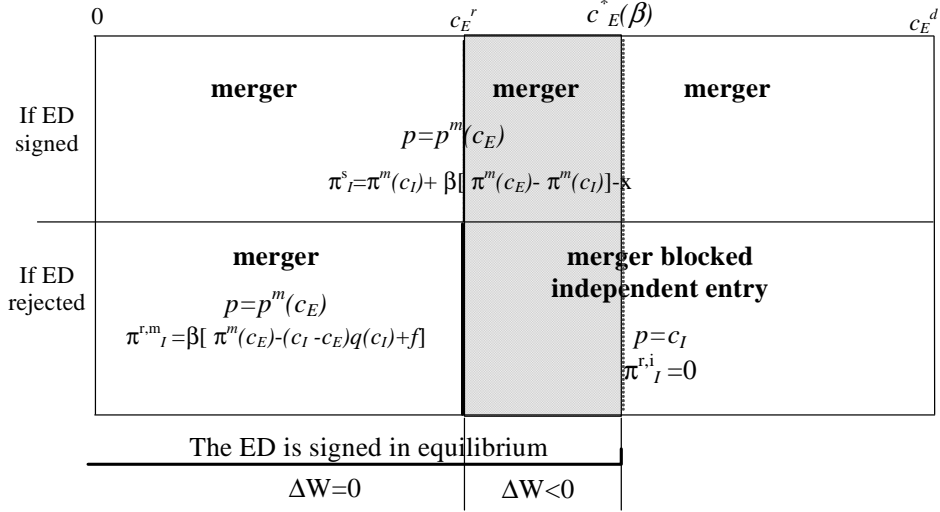 0 c_E^r c*_E(β) c_E^d
If ED
signed
merger merger merger
p=p^m(c_E)
π^s_I=π^m(c_I)+ β[ π^m(c_E)- π^m(c_I)]-x
If ED
rejected
merger
p=p^m(c_E)
π^{r,m}_I =β[ π^m(c_E)-(c_I -c_E)q(c_I)+f]
merger blocked
independent entry
p=c_I
π^{r,i}_I =0
The ED is signed in equilibrium
ΔW=0 ΔW<0